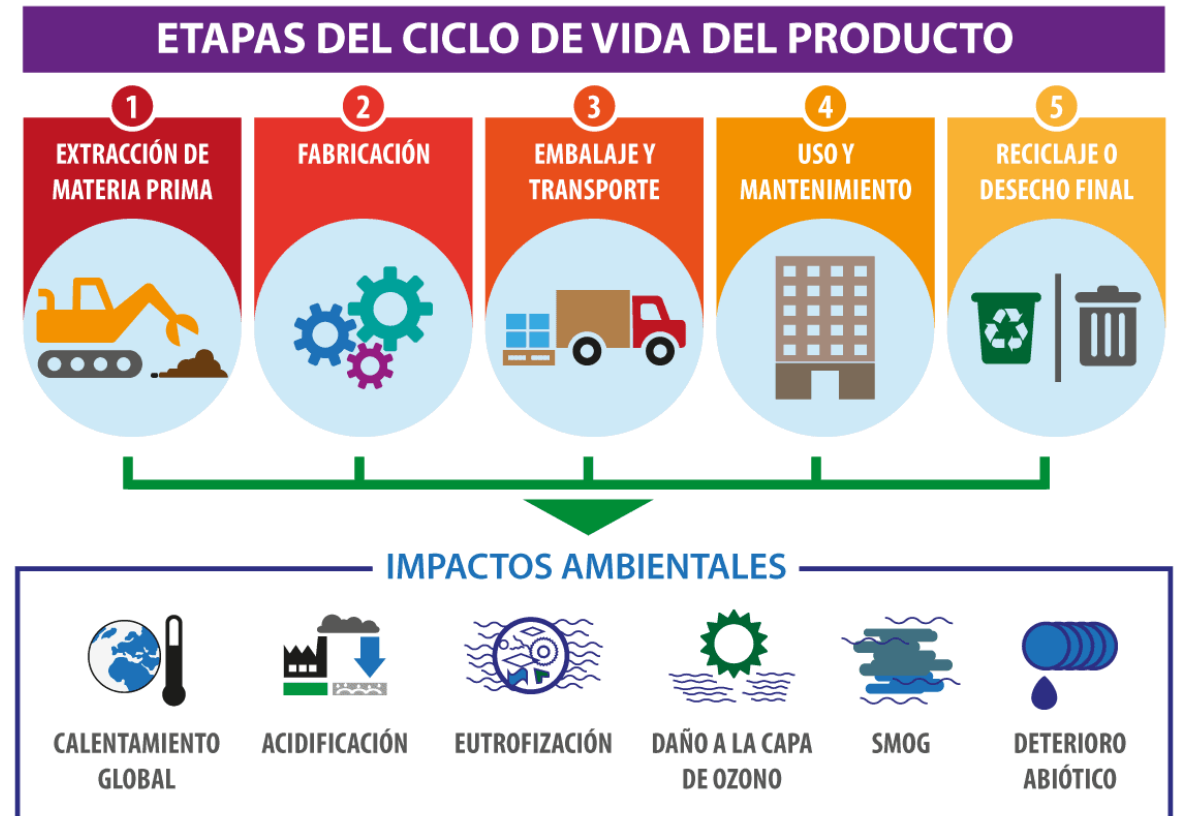 ETAPAS DEL CICLO DE VIDA DEL PRODUCTO
1
EXTRACCIÓN DE
MATERIA PRIMA
2
FABRICACIÓN
3
EMBALAJE Y
TRANSPORTE
4
USO Y
MANTENIMIENTO
5
RECICLAJE O
DESECHO FINAL
IMPACTOS AMBIENTALES
CALENTAMIENTO
GLOBAL
ACIDIFICACIÓN
EUTROFIZACIÓN
DAÑO A LA CAPA
DE OZONO
SMOG
DETERIORO
ABIÓTICO